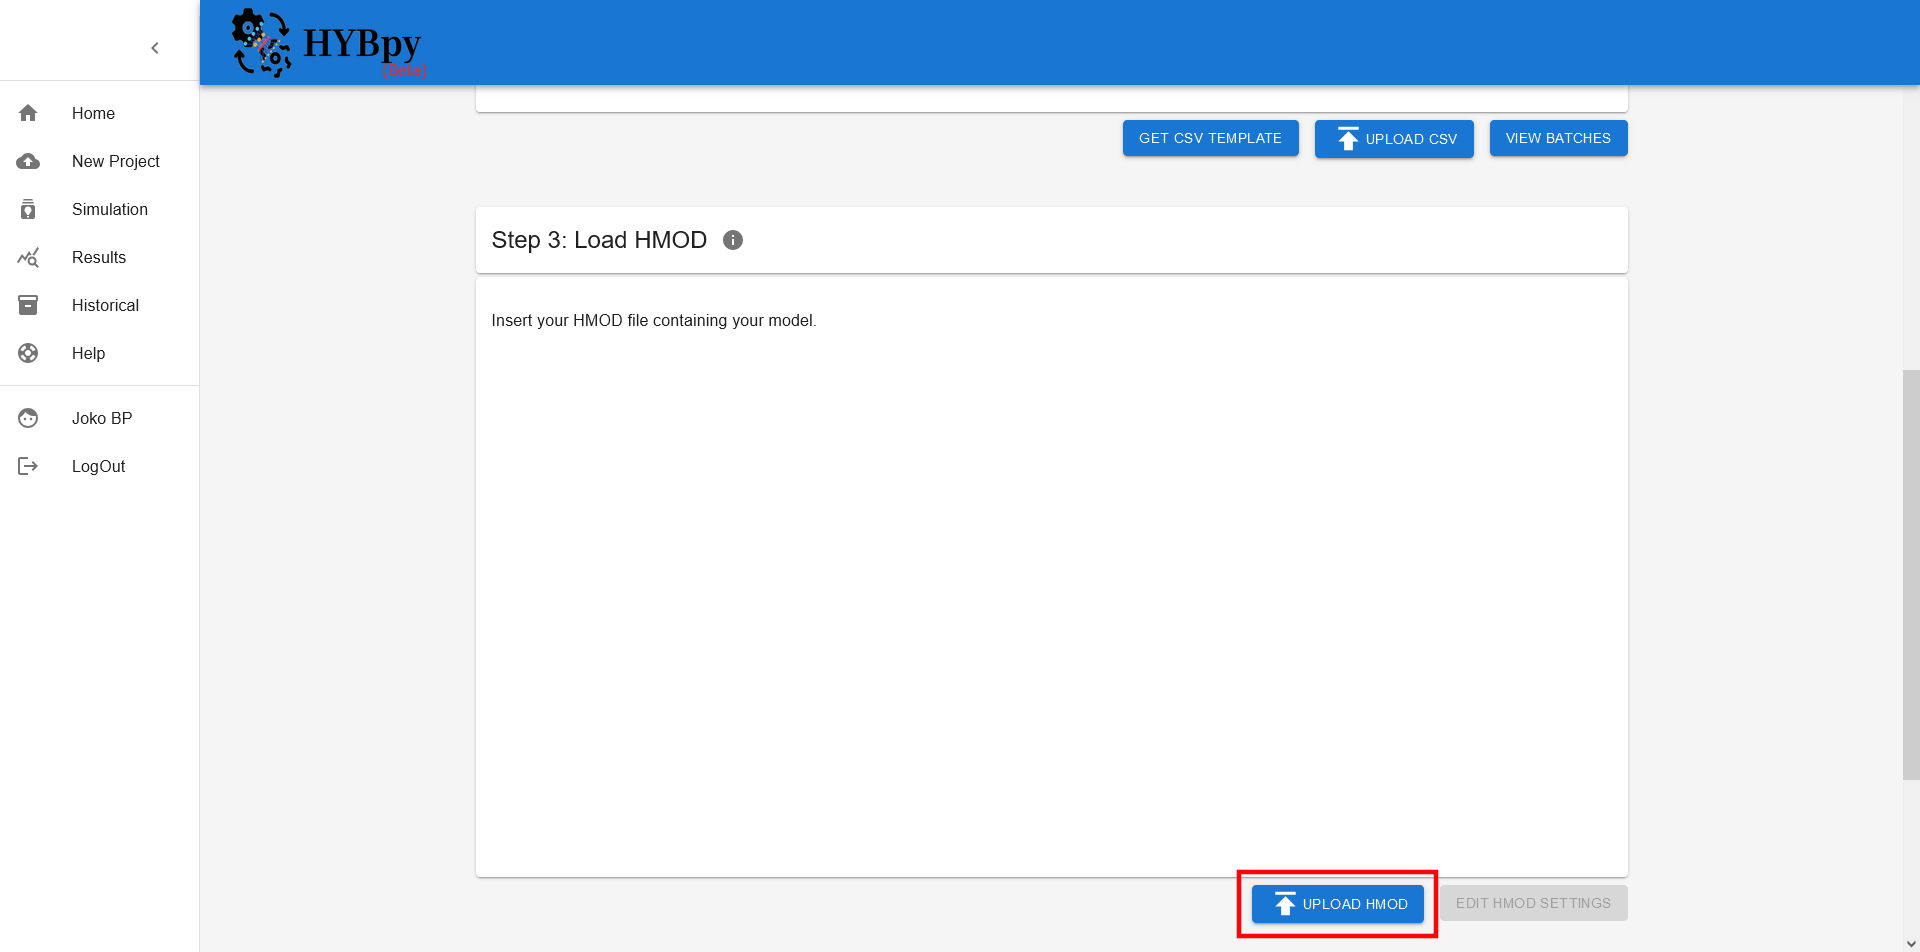 HYBpy
(Beta)
Home
New Project
Simulation
Results
Historical
Help
Joko BP
LogOut
GET CSV TEMPLATE
UPLOAD CSV
VIEW BATCHES
Step 3: Load HMOD
Insert your HMOD file containing your model.
UPLOAD HMOD
EDIT HMOD SETTINGS